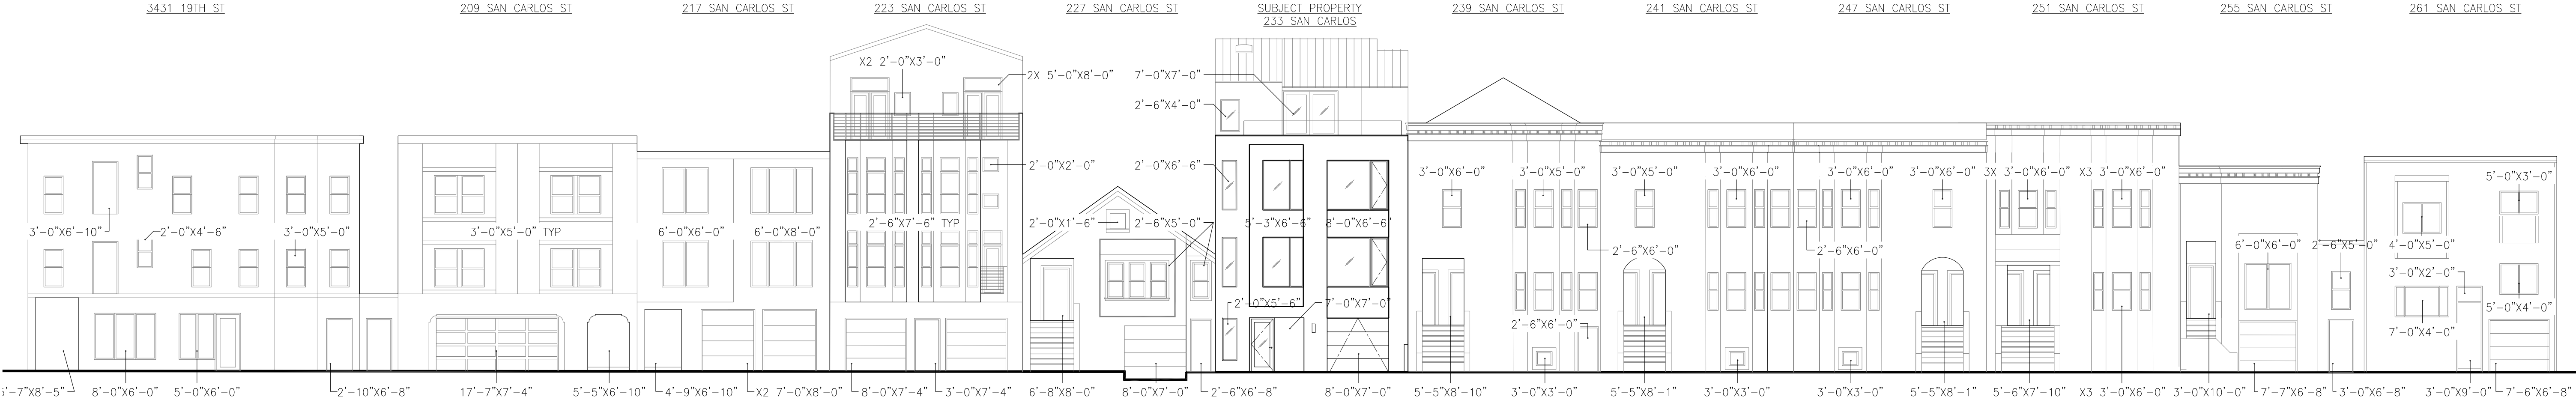 3431 19TH ST
209 SAN CARLOS ST
217 SAN CARLOS ST
223 SAN CARLOS ST
227 SAN CARLOS ST
SUBJECT PROPERTY
233 SAN CARLOS
239 SAN CARLOS ST
241 SAN CARLOS ST
247 SAN CARLOS ST
251 SAN CARLOS ST
255 SAN CARLOS ST
261 SAN CARLOS ST
X2 2'-0"X3'-0"
2X 5'-0"X8'-0"
7'-0"X7'-0"
2'-6"X4'-0"
2'-0"X2'-0"
2'-0"X6'-6"
3'-0"X6'-0"
3'-0"X5'-0"
3'-0"X5'-0"
3'-0"X6'-0"
3'-0"X6'-0"
3'-0"X6'-0"
3X 3'-0"X6'-0"
X3 3'-0"X6'-0"
5'-0"X3'-0"
3'-0"X6'-10"
2'-0"X4'-6"
3'-0"X5'-0"
3'-0"X5'-0" TYP
6'-0"X6'-0"
6'-0"X8'-0"
2'-6"X7'-6" TYP
2'-0"X1'-6"
2'-6"X5'-0"
5'-3"X6'-6"
8'-0"X6'-6"
2'-6"X6'-0"
2'-6"X6'-0"
6'-0"X6'-0"
2'-6"X5'-0"
4'-0"X5'-0"
3'-0"X2'-0"
2'-0"X5'-6"
7'-0"X7'-0"
5'-0"X4'-0"
2'-6"X6'-0"
7'-0"X4'-0"
'-7"X8'-5"
8'-0"X6'-0"
5'-0"X6'-0"
2'-10"X6'-8"
17'-7"X7'-4"
5'-5"X6'-10"
4'-9"X6'-10"
X2 7'-0"X8'-0"
8'-0"X7'-4"
3'-0"X7'-4"
6'-8"X8'-0"
8'-0"X7'-0"
2'-6"X6'-8"
8'-0"X7'-0"
5'-5"X8'-10"
3'-0"X3'-0"
5'-5"X8'-1"
3'-0"X3'-0"
3'-0"X3'-0"
5'-5"X8'-1"
5'-6"X7'-10"
X3 3'-0"X6'-0"
3'-0"X10'-0"
7'-7"X6'-8"
3'-0"X6'-8"
3'-0"X9'-0"
7'-6"X6'-8"